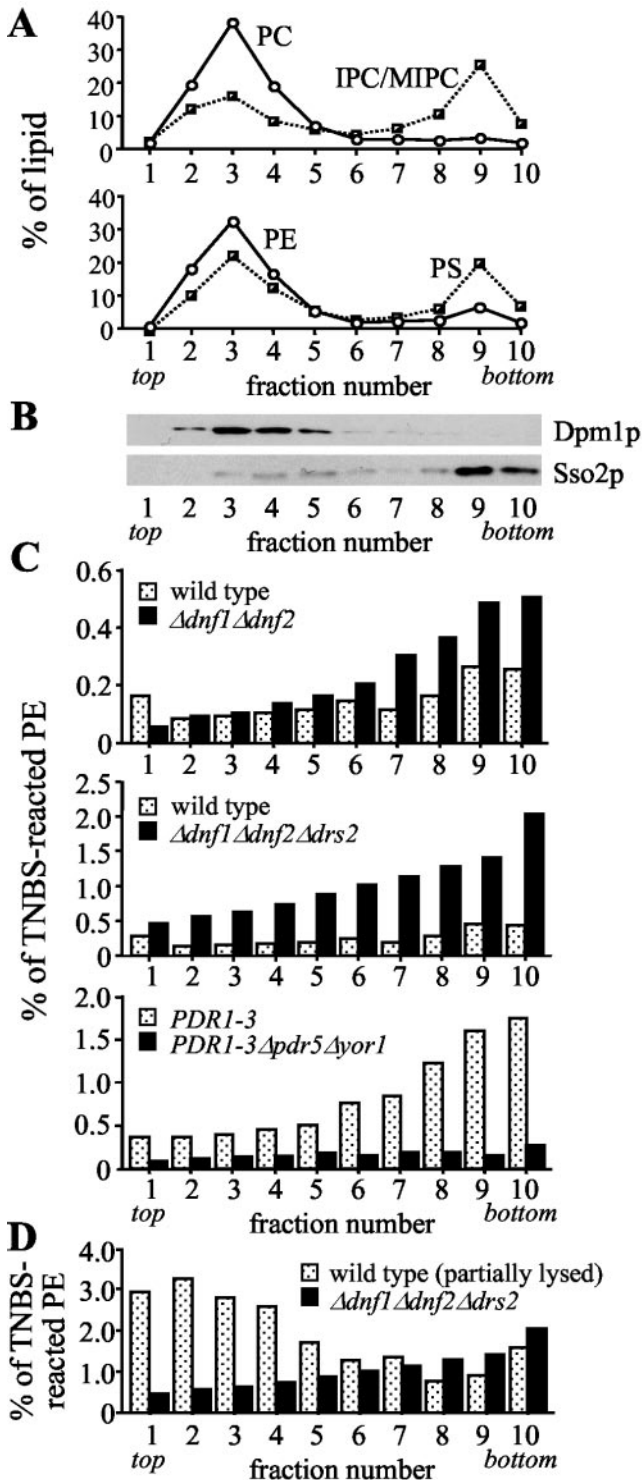 A
40
PC
30
IPC/MIPC
20
10
0
1 2 3 4 5 6 7 8 9 10
% of lipid
40
30
PE
20
PS
10
0
1 2 3 4 5 6 7 8 9 10
top fraction number bottom
B
Dpm1p
Sso2p
1 2 3 4 5 6 7 8 9 10
top fraction number bottom
C
0.6
wild type
Δdnf1Δdnf2
0.4
0.2
0
1 2 3 4 5 6 7 8 9 10
% of TNBS-reacted PE
2.0
wild type
Δdnf1Δdnf2Δdrs2
1.5
1.0
0.5
0
1 2 3 4 5 6 7 8 9 10
2.0
PDR1-3
PDR1-3Δpdr5Δyor1
1.5
1.0
0.5
0
1 2 3 4 5 6 7 8 9 10
top fraction number bottom
D
% of TNBS-
reacted PE
4.0
wild type (partially lysed)
3.0
Δdnf1Δdnf2Δdrs2
2.0
1.0
0
1 2 3 4 5 6 7 8 9 10
top fraction number bottom